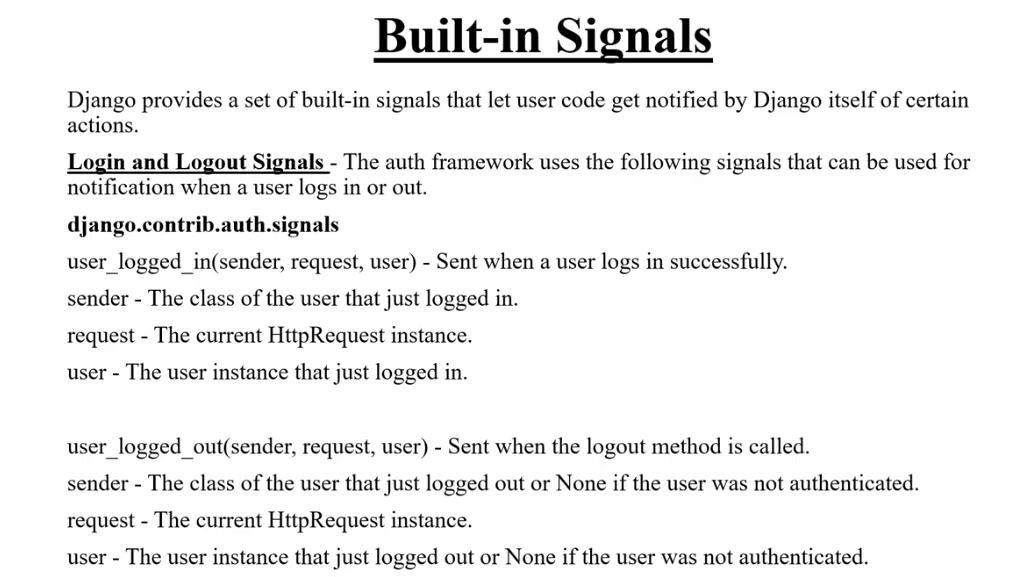 Built-in Signals
Django provides a set of built-in signals that let user code get notified by Django itself of certain
actions.
Login and Logout Signals - The auth framework uses the following signals that can be used for
notification when a user logs in or out.
django.contrib.auth.signals
user_logged_in(sender, request, user) - Sent when a user logs in successfully.
sender - The class of the user that just logged in.
request - The current HttpRequest instance.
user - The user instance that just logged in.
user_logged_out(sender, request, user) - Sent when the logout method is called.
sender - The class of the user that just logged out or None if the user was not authenticated.
request - The current HttpRequest instance.
user - The user instance that just logged out or None if the user was not authenticated.